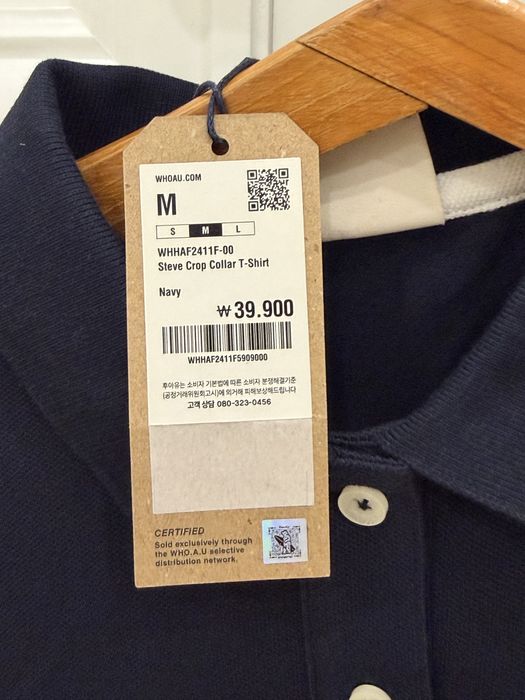 WHOAU.COM
M
S M L
WHHAF2411F-00
Steve Crop Collar T-Shirt
Navy
₩39.900
WHHAF2411F5909000
후아유는 소비자 기본법에 따른 소비자 분쟁해결기준
(공정거래위원회고시)에 의거해 피해보상해드립니다
고객 상담 080-323-0456
CERTIFIED
Sold exclusively through
the WHO.A.U selective
distribution network.